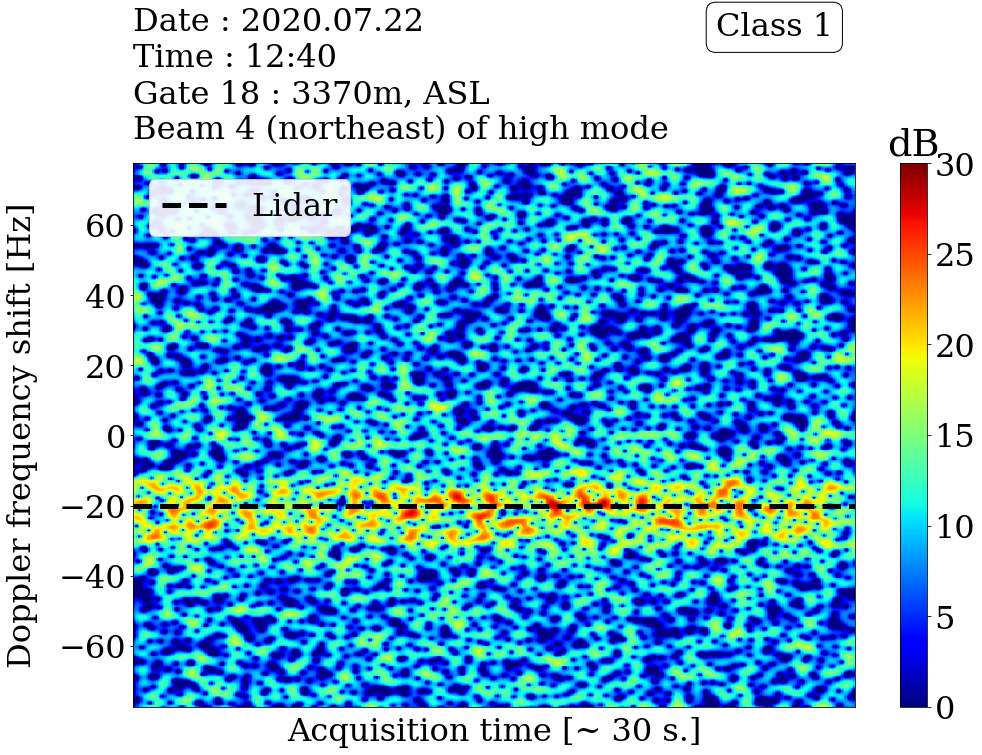 Date : 2020.07.22
Time : 12:40
Gate 18 : 3370m, ASL
Beam 4 (northeast) of high mode
Class 1
dB
Lidar
Doppler frequency shift [Hz]
60
40
20
0
−20
−40
−60
30
25
20
15
10
5
0
Acquisition time [~ 30 s.]